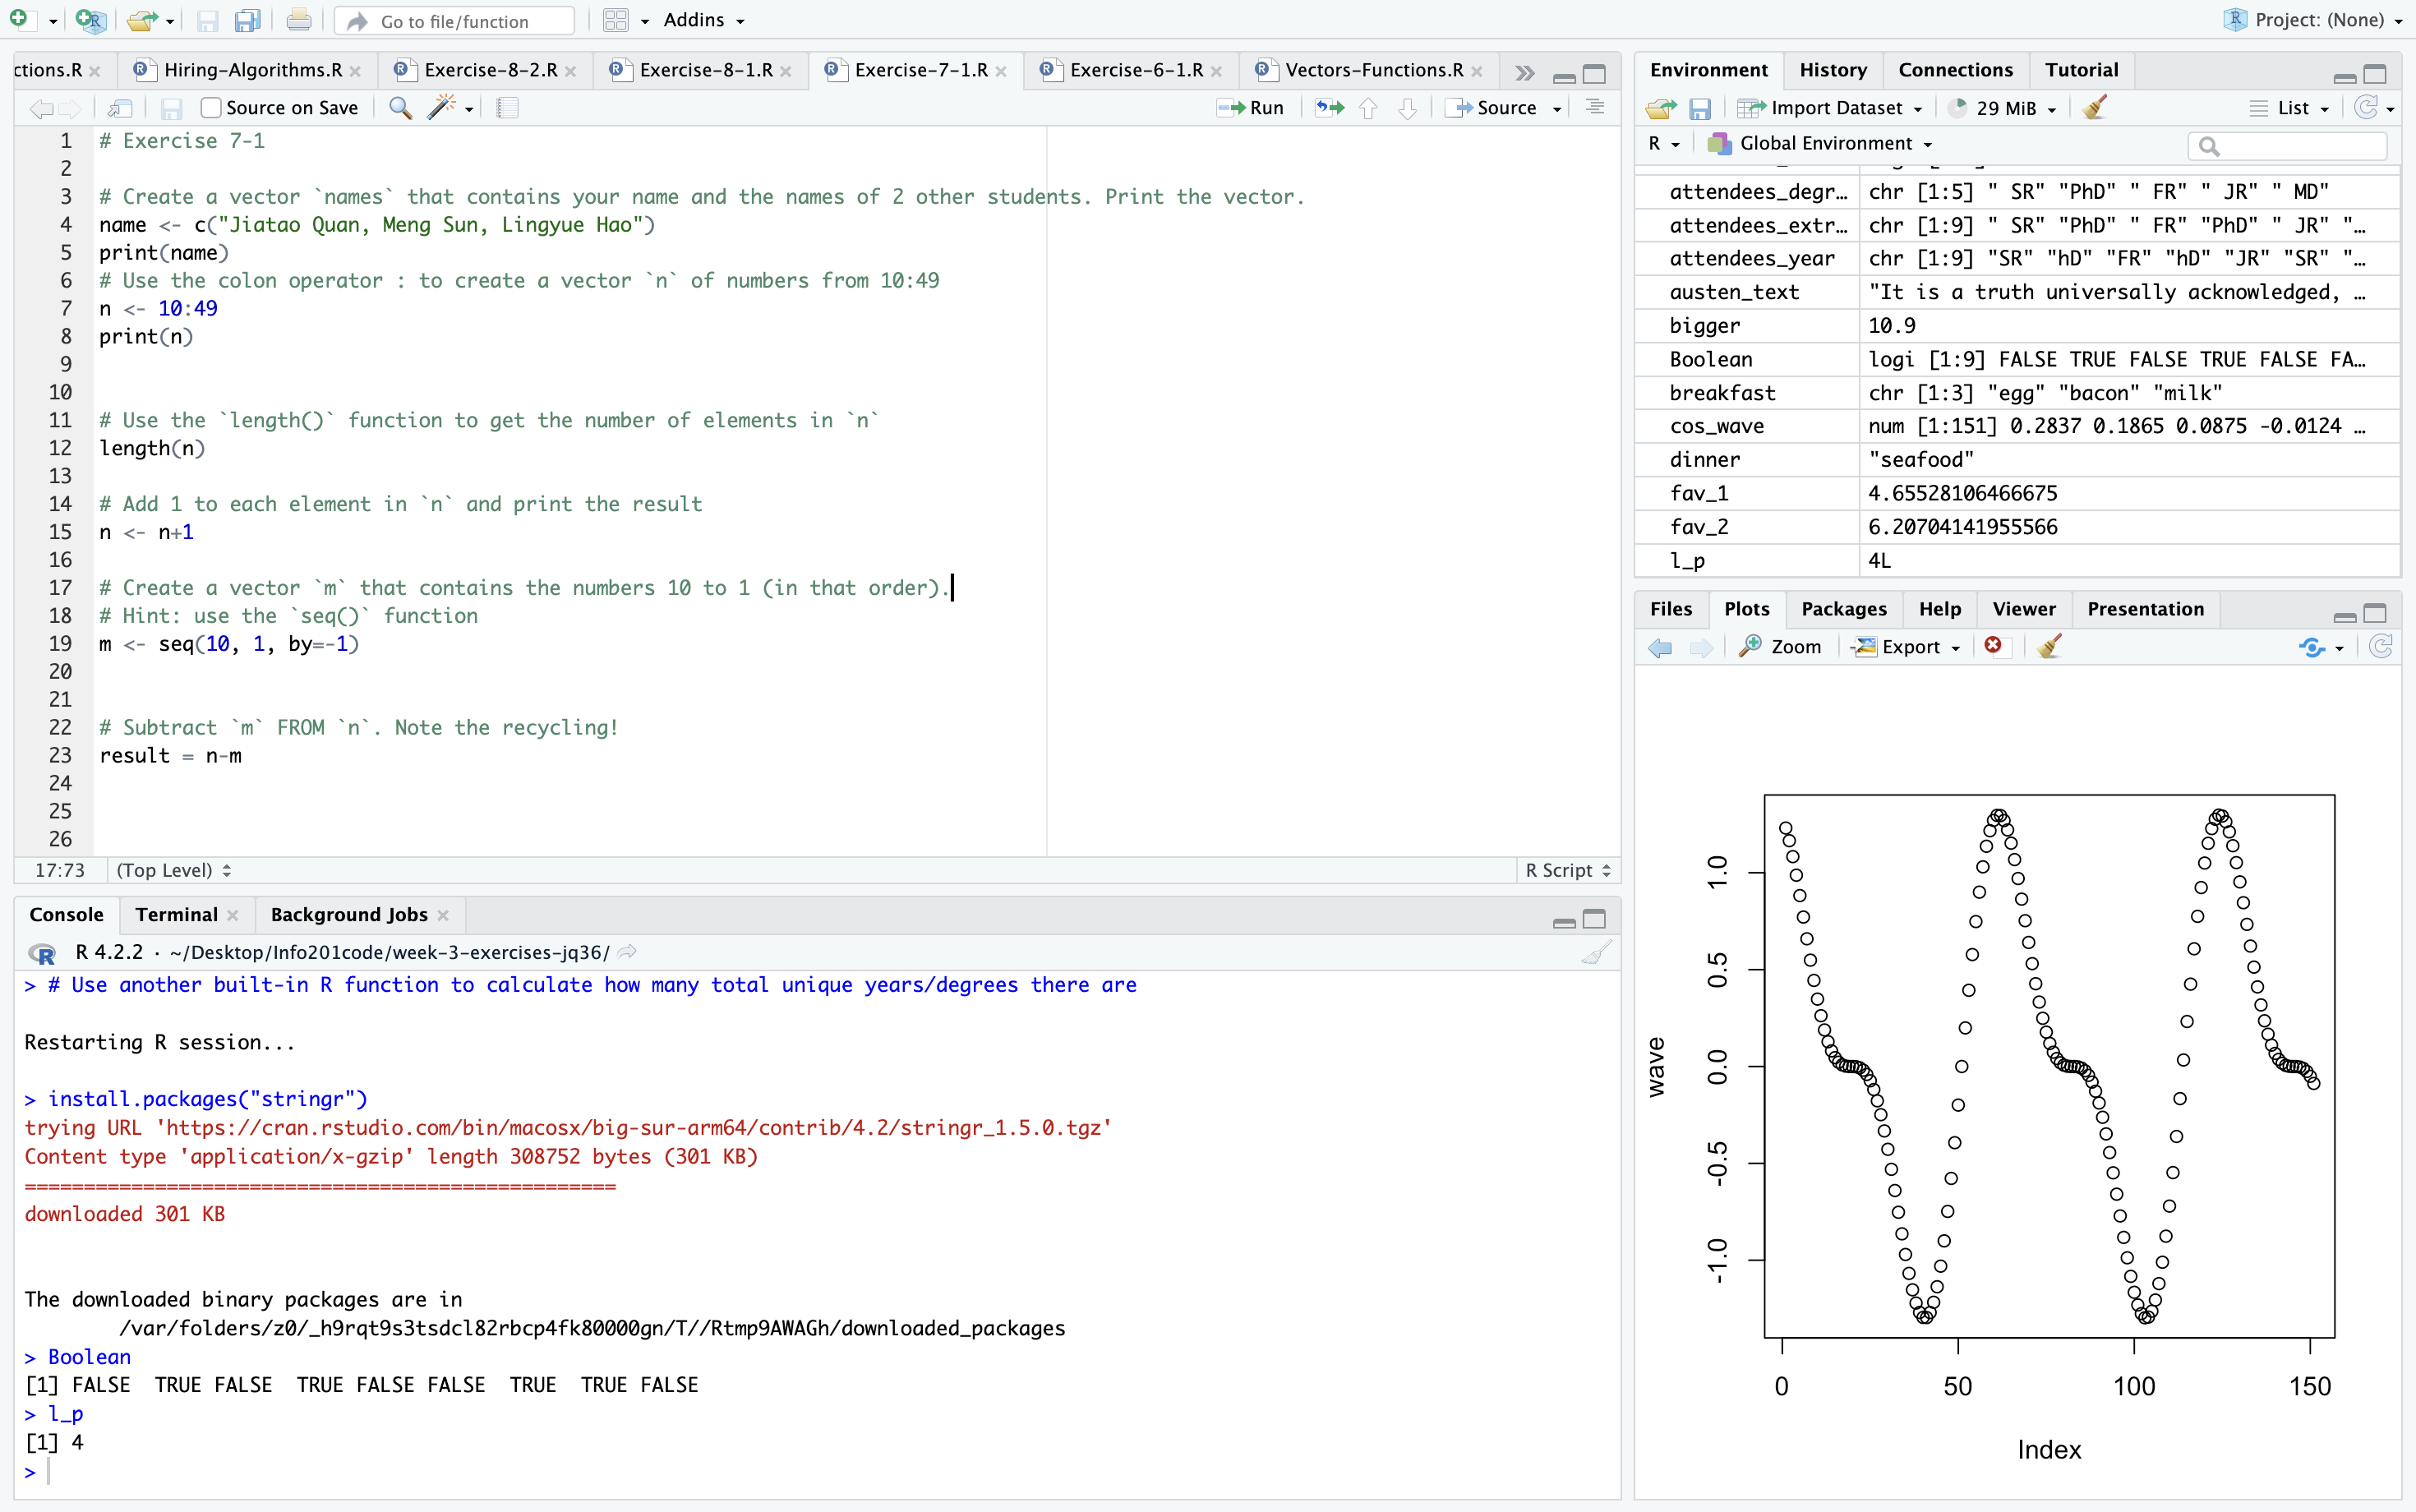 Go to file/function
Addins
Project: (None)
ctions.R
Hiring-Algorithms.R
Exercise-8-2.R
Exercise-8-1.R
Exercise-7-1.R
Exercise-6-1.R
Vectors-Functions.R
Source on Save
Run
Source
1 # Exercise 7-1
2
3 # Create a vector `names` that contains your name and the names of 2 other students. Print the vector.
4 name <- c("Jiatao Quan, Meng Sun, Lingyue Hao")
5 print(name)
6 # Use the colon operator : to create a vector `n` of numbers from 10:49
7 n <- 10:49
8 print(n)
9
10
11 # Use the `length()` function to get the number of elements in `n`
12 length(n)
13
14 # Add 1 to each element in `n` and print the result
15 n <- n+1
16
17 # Create a vector `m` that contains the numbers 10 to 1 (in that order).
18 # Hint: use the `seq()` function
19 m <- seq(10, 1, by=-1)
20
21
22 # Subtract `m` FROM `n`. Note the recycling!
23 result = n-m
24
25
26
17:73 (Top Level) R Script
Console Terminal Background Jobs
R 4.2.2 · ~/Desktop/Info201code/week-3-exercises-jq36/
> # Use another built-in R function to calculate how many total unique years/degrees there are
Restarting R session...
> install.packages("stringr")
trying URL 'https://cran.rstudio.com/bin/macosx/big-sur-arm64/contrib/4.2/stringr_1.5.0.tgz'
Content type 'application/x-gzip' length 308752 bytes (301 KB)
==================================================
downloaded 301 KB
The downloaded binary packages are in
/var/folders/z0/_h9rqt9s3tsdcl82rbcp4fk80000gn/T//Rtmp9AWAGh/downloaded_packages
> Boolean
[1] FALSE TRUE FALSE TRUE FALSE FALSE TRUE TRUE FALSE
> l_p
[1] 4
>
Environment History Connections Tutorial
Import Dataset 29 MiB List
R Global Environment
attendees_degr… chr [1:5] " SR" "PhD" " FR" " JR" " MD"
attendees_extr… chr [1:9] " SR" "PhD" " FR" "PhD" " JR" "…
attendees_year chr [1:9] "SR" "hD" "FR" "hD" "JR" "SR" "…
austen_text "It is a truth universally acknowledged, …
bigger 10.9
Boolean logi [1:9] FALSE TRUE FALSE TRUE FALSE FA…
breakfast chr [1:3] "egg" "bacon" "milk"
cos_wave num [1:151] 0.2837 0.1865 0.0875 -0.0124 …
dinner "seafood"
fav_1 4.65528106466675
fav_2 6.20704141955566
l_p 4L
Files Plots Packages Help Viewer Presentation
Zoom Export
wave
1.0
0.5
0.0
-0.5
-1.0
0 50 100 150
Index